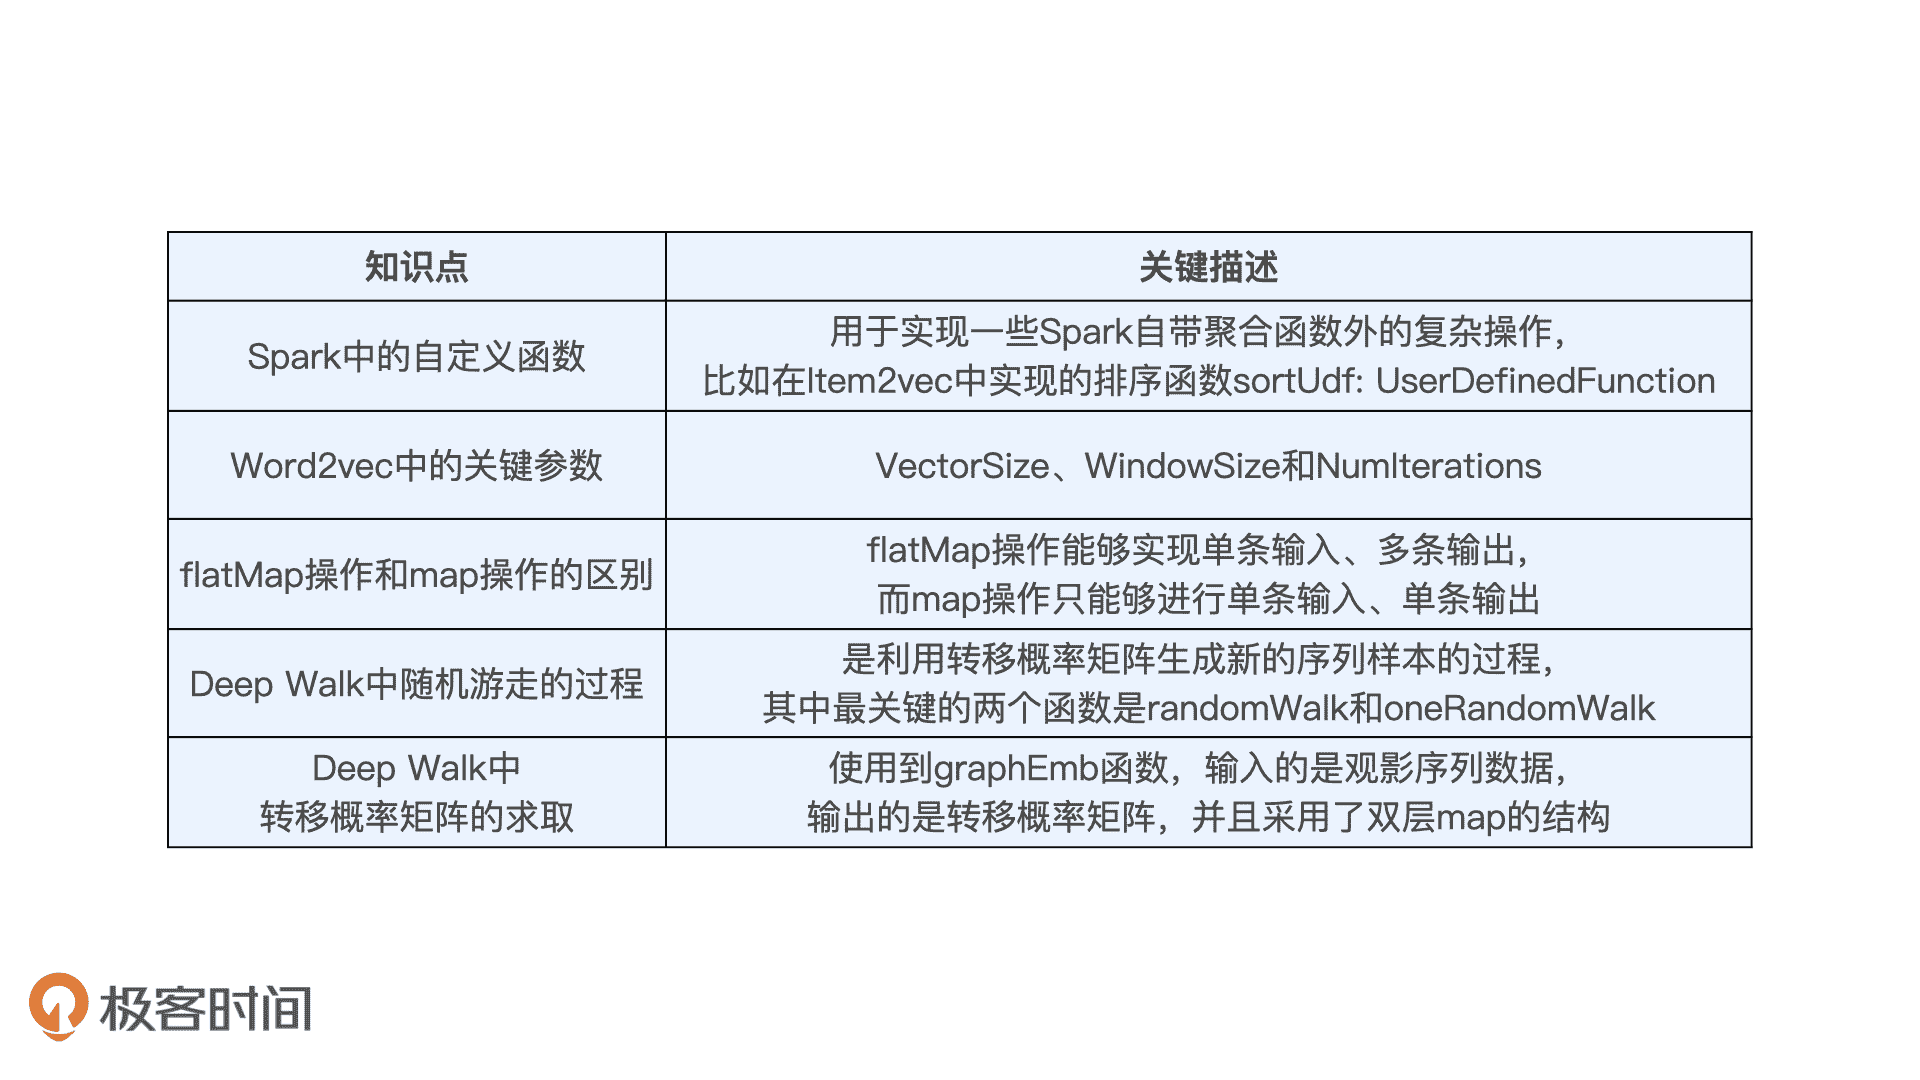 知识点
关键描述
Spark中的自定义函数
用于实现一些Spark自带聚合函数外的复杂操作，
比如在Item2vec中实现的排序函数sortUdf: UserDefinedFunction
Word2vec中的关键参数
VectorSize、WindowSize和NumIterations
flatMap操作和map操作的区别
flatMap操作能够实现单条输入、多条输出，
而map操作只能够进行单条输入、单条输出
Deep Walk中随机游走的过程
是利用转移概率矩阵生成新的序列样本的过程，
其中最关键的两个函数是randomWalk和oneRandomWalk
Deep Walk中
转移概率矩阵的求取
使用到graphEmb函数，输入的是观影序列数据，
输出的是转移概率矩阵，并且采用了双层map的结构
极客时间